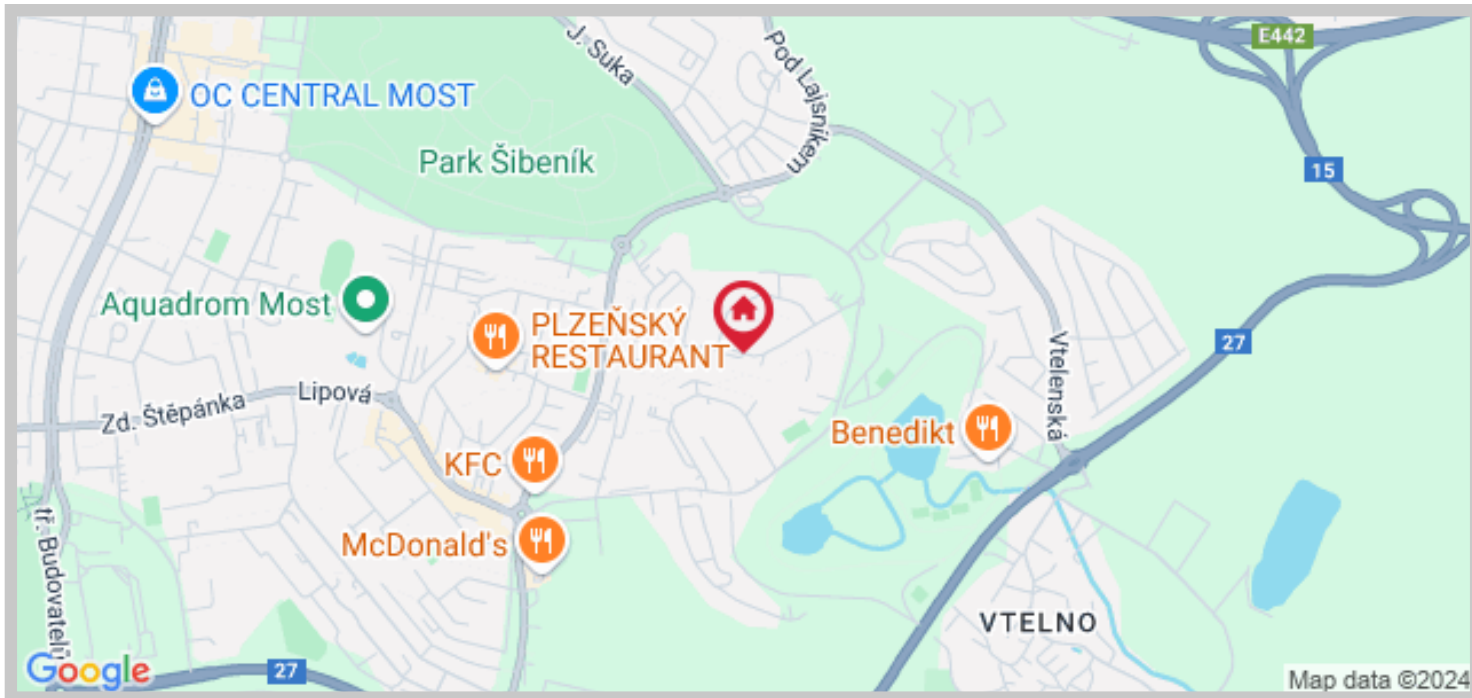 E442
J. Suka
Pod Lajsníkem
OC CENTRAL MOST
Park Šibeník
15
Aquadrom Most
PLZEŇSKÝ
RESTAURANT
27
Vtelenská
Lipová
Zd. Štěpánka
Benedikt
KFC
McDonald's
tř. Budovatelů
VTELNO
Google
27
Map data ©2024